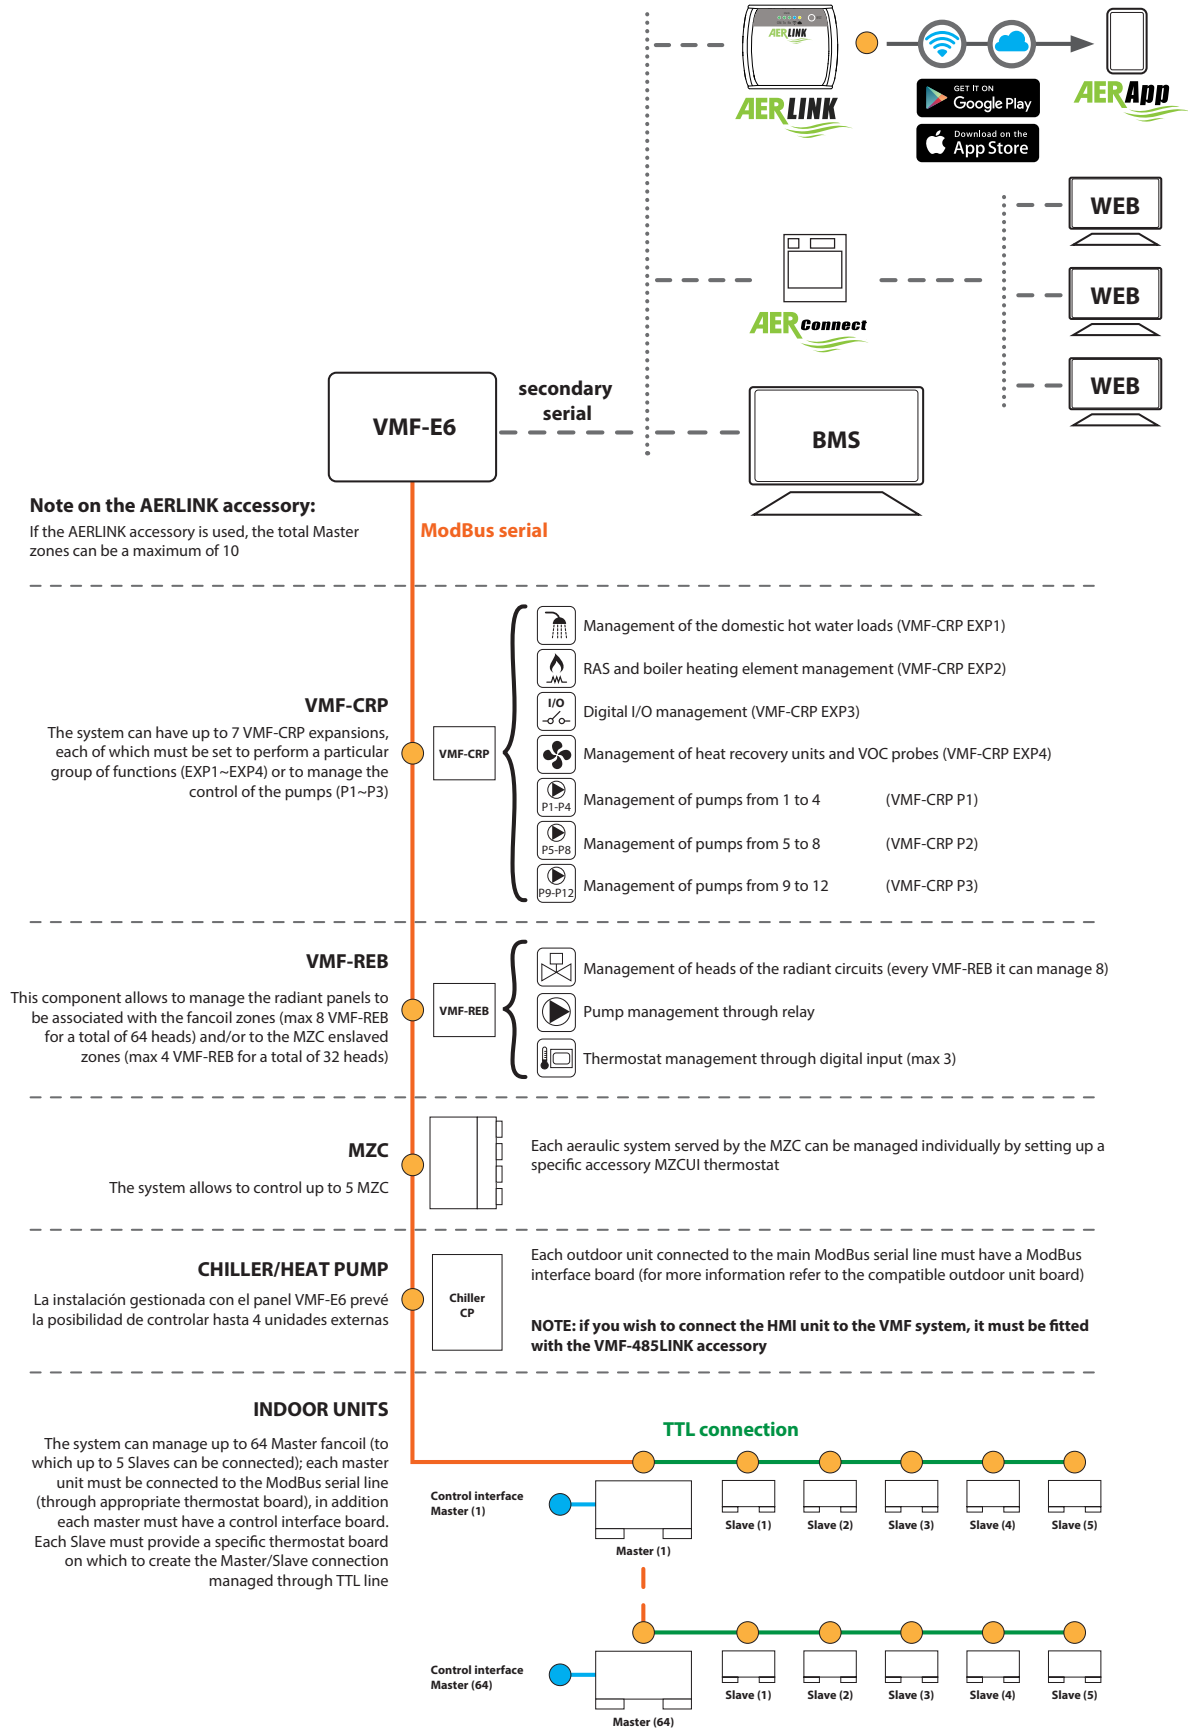 AERLINK
AERLINK
GET IT ON
Google Play
Download on the
App Store
AERApp
WEB
WEB
WEB
AERConnect
secondary
serial
VMF-E6
BMS
Note on the AERLINK accessory:
If the AERLINK accessory is used, the total Master
zones can be a maximum of 10
ModBus serial
VMF-CRP
The system can have up to 7 VMF-CRP expansions,
each of which must be set to perform a particular
group of functions (EXP1~EXP4) or to manage the
control of the pumps (P1~P3)
VMF-CRP
Management of the domestic hot water loads (VMF-CRP EXP1)
RAS and boiler heating element management (VMF-CRP EXP2)
I/O
Digital I/O management (VMF-CRP EXP3)
Management of heat recovery units and VOC probes (VMF-CRP EXP4)
P1-P4
Management of pumps from 1 to 4 (VMF-CRP P1)
P5-P8
Management of pumps from 5 to 8 (VMF-CRP P2)
P9-P12
Management of pumps from 9 to 12 (VMF-CRP P3)
VMF-REB
This component allows to manage the radiant panels to
be associated with the fancoil zones (max 8 VMF-REB
for a total of 64 heads) and/or to the MZC enslaved
zones (max 4 VMF-REB for a total of 32 heads)
VMF-REB
Management of heads of the radiant circuits (every VMF-REB it can manage 8)
Pump management through relay
Thermostat management through digital input (max 3)
MZC
The system allows to control up to 5 MZC
Each aeraulic system served by the MZC can be managed individually by setting up a
specific accessory MZCUI thermostat
CHILLER/HEAT PUMP
La instalación gestionada con el panel VMF-E6 prevé
la posibilidad de controlar hasta 4 unidades externas
Chiller
CP
Each outdoor unit connected to the main ModBus serial line must have a ModBus
interface board (for more information refer to the compatible outdoor unit board)
NOTE: if you wish to connect the HMI unit to the VMF system, it must be fitted
with the VMF-485LINK accessory
INDOOR UNITS
The system can manage up to 64 Master fancoil (to
which up to 5 Slaves can be connected); each master
unit must be connected to the ModBus serial line
(through appropriate thermostat board), in addition
each master must have a control interface board.
Each Slave must provide a specific thermostat board
on which to create the Master/Slave connection
managed through TTL line
TTL connection
Control interface
Master (1)
Master (1)
Slave (1)
Slave (2)
Slave (3)
Slave (4)
Slave (5)
Control interface
Master (64)
Master (64)
Slave (1)
Slave (2)
Slave (3)
Slave (4)
Slave (5)